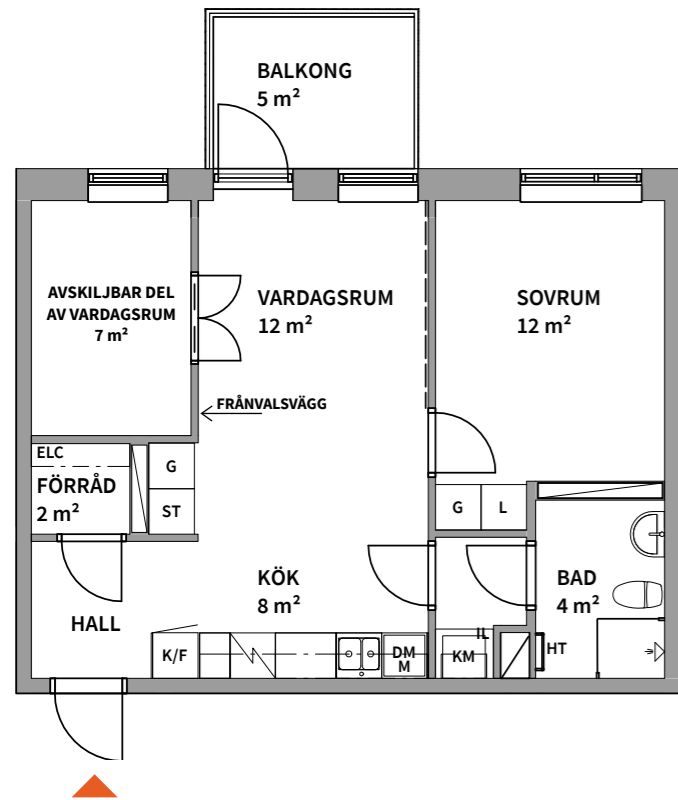 BALKONG
5 m²
AVSKILJBAR DEL
AV VARDAGSRUM
7 m²
VARDAGSRUM
12 m²
SOVRUM
12 m²
FRÅNVALSVÄGG
ELC
FÖRRÅD
2 m²
G
ST
G
L
HALL
KÖK
8 m²
BAD
4 m²
K/F
DM
M
KM
IL
HT